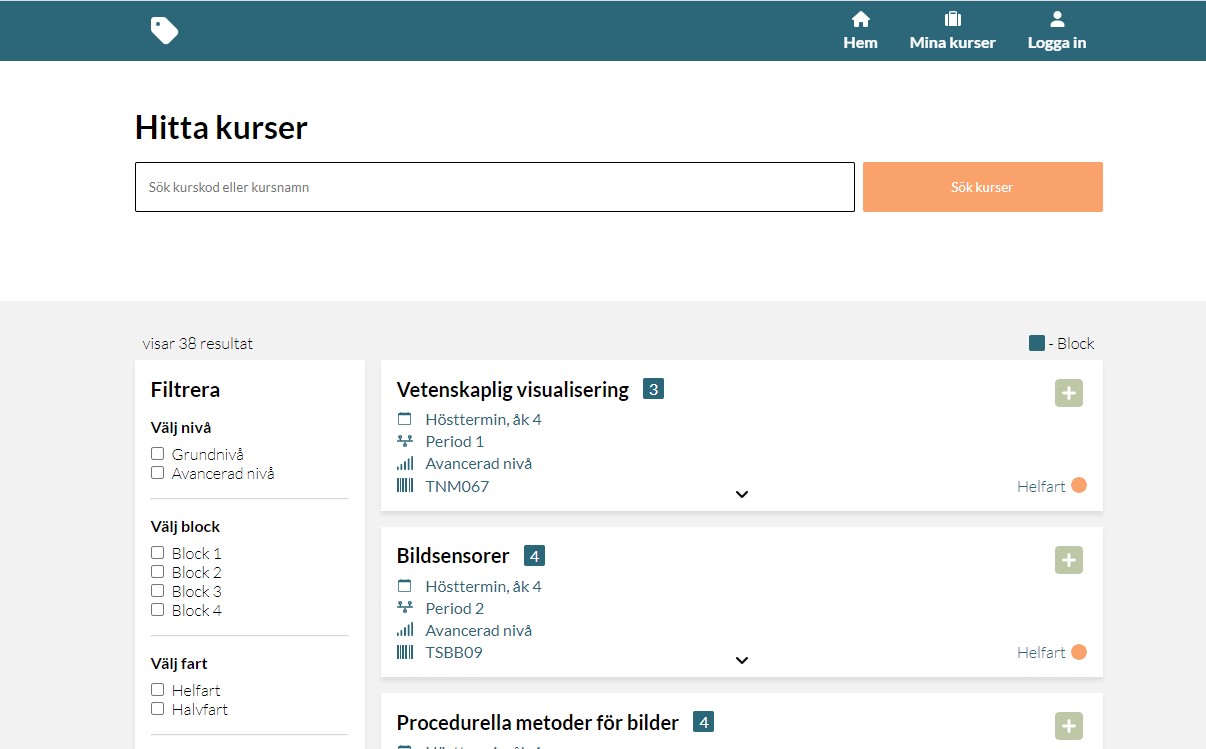 Hem Mina kurser Logga in
Hitta kurser
Sök kurskod eller kursnamn
Sök kurser
visar 38 resultat
- Block
Filtrera
Välj nivå
Grundnivå
Avancerad nivå
Välj block
Block 1
Block 2
Block 3
Block 4
Välj fart
Helfart
Halvfart
Vetenskaplig visualisering 3
Hösttermin, åk 4
Period 1
Avancerad nivå
TNM067
Helfart
Bildsensorer 4
Hösttermin, åk 4
Period 2
Avancerad nivå
TSBB09
Helfart
Procedurella metoder för bilder 4